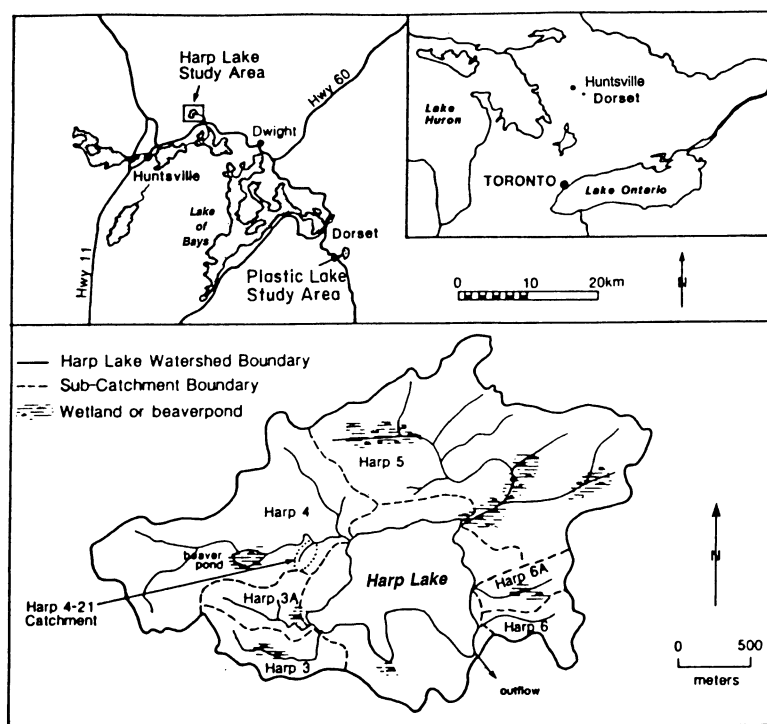 Harp Lake
Study Area
Hwy 60
Dwight
Huntsville
Lake
of
Bays
Dorset
Plastic Lake
Study Area
Hwy 11
Huntsville
Dorset
Lake
Huron
TORONTO
Lake Ontario
0 10 20km
N
Harp Lake Watershed Boundary
Sub-Catchment Boundary
Wetland or beaverpond
Harp 5
Harp 4
beaver
pond
Harp Lake
Harp 6A
Harp 4-21
Catchment
Harp 3A
Harp 6
Harp 3
outflow
N
0 500
meters